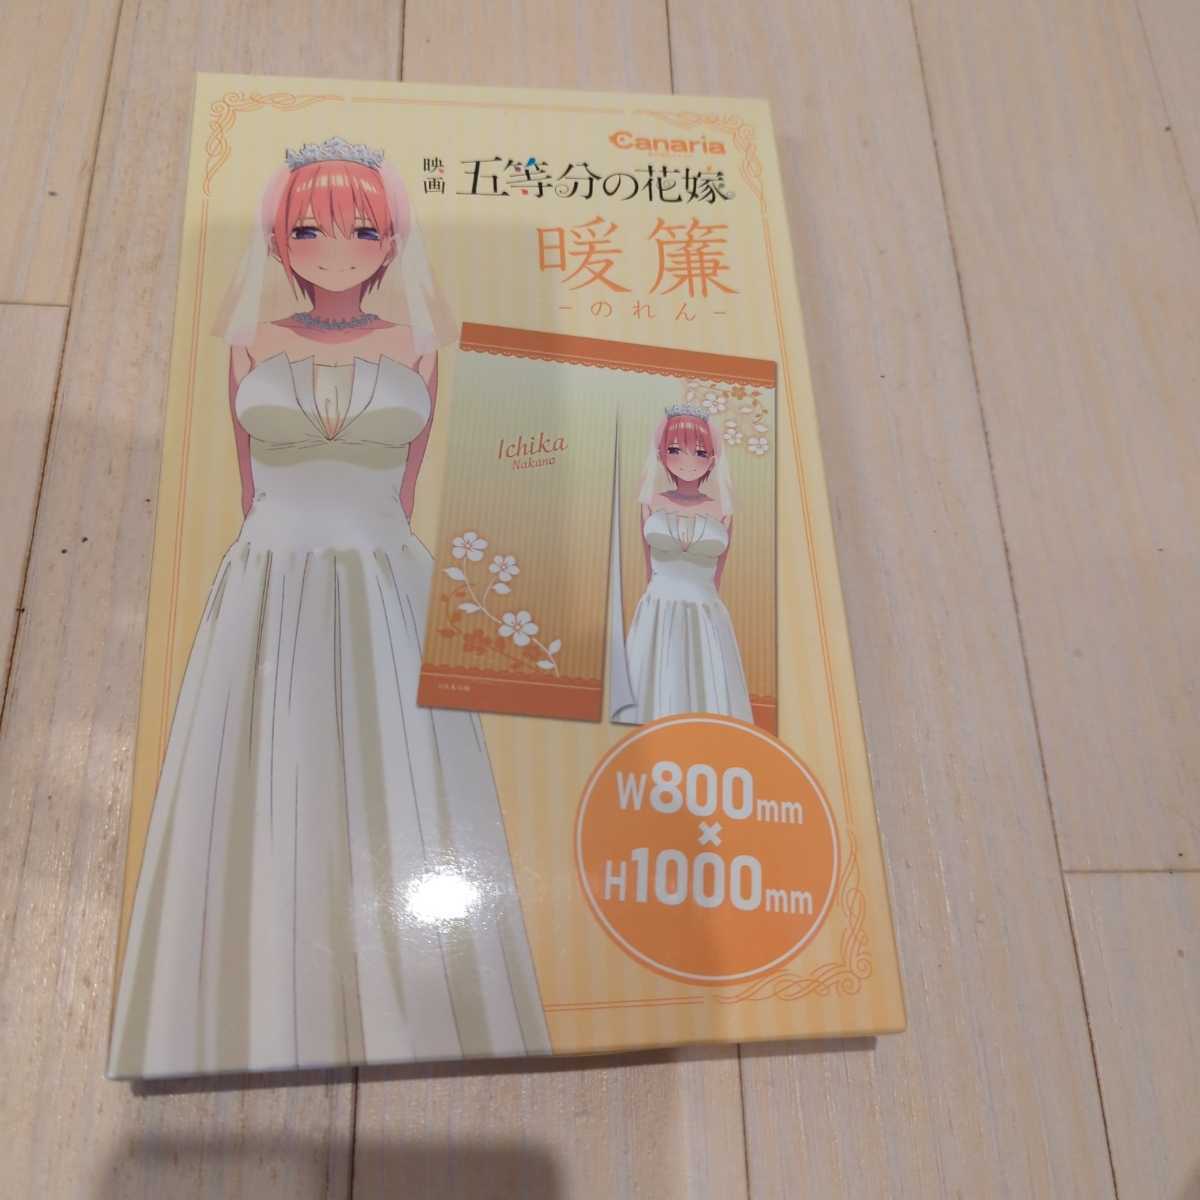 Canaria
映画 五等分の花嫁
暖簾
-のれん-
Ichika
Nakano
W800mm
×
H1000mm